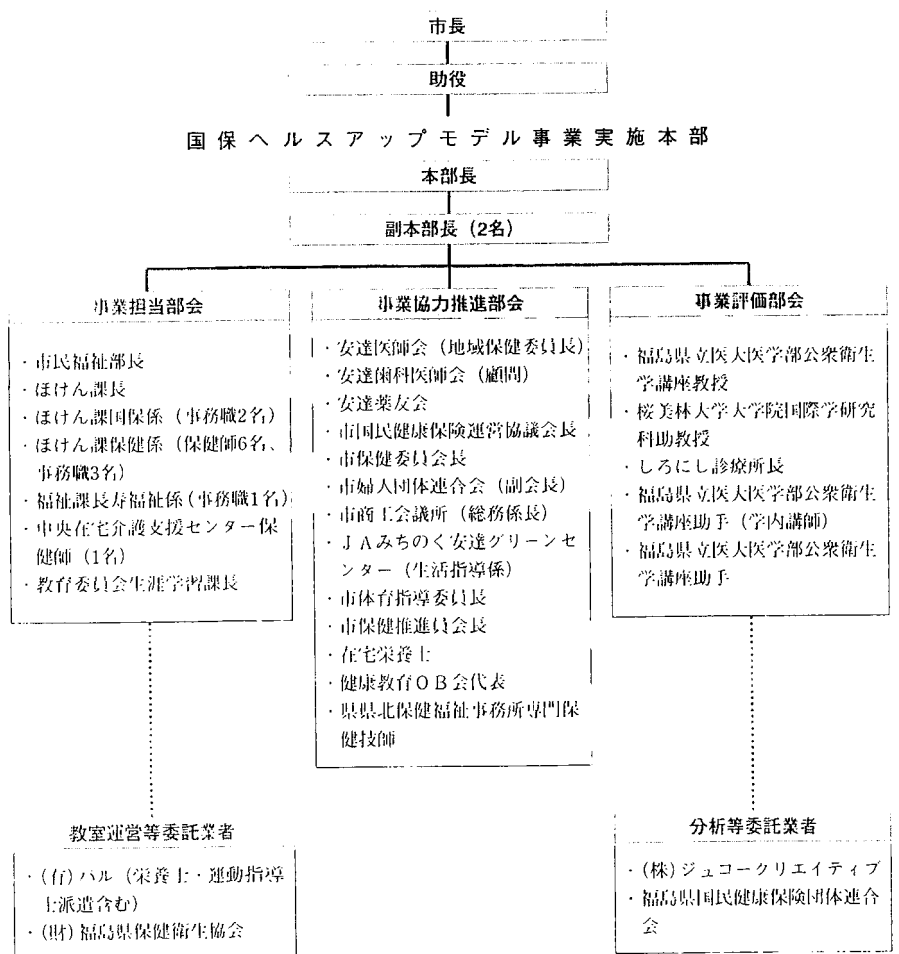 市長
助役
国保ヘルスアップモデル事業実施本部
本部長
副本部長（2名）
事業担当部会
・市民福祉部長
・ほけん課長
・ほけん課国保係（事務職2名）
・ほけん課保健係（保健師6名、
事務職3名）
・福祉課長寿福祉係（事務職1名）
・中央在宅介護支援センター保
健師（1名）
・教育委員会生涯学習課長
事業協力推進部会
・安達医師会（地域保健委員長）
・安達歯科医師会（顧問）
・安達薬友会
・市国民健康保険運営協議会長
・市保健委員会長
・市婦人団体連合会（副会長）
・市商工会議所（総務係長）
・ＪＡみちのく安達グリーンセ
ンター（生活指導係）
・市体育指導委員長
・市保健推進員会長
・在宅栄養士
・健康教育ＯＢ会代表
・県県北保健福祉事務所専門保
健技師
事業評価部会
・福島県立医大医学部公衆衛生
学講座教授
・桜美林大学大学院国際学研究
科助教授
・しろにし診療所長
・福島県立医大医学部公衆衛生
学講座助手（学内講師）
・福島県立医大医学部公衆衛生
学講座助手
教室運営等委託業者
・(有)パル（栄養士・運動指導
士派遣含む）
・(財)福島県保健衛生協会
分析等委託業者
・(株)ジュコークリエイティブ
・福島県国民健康保険団体連合
会